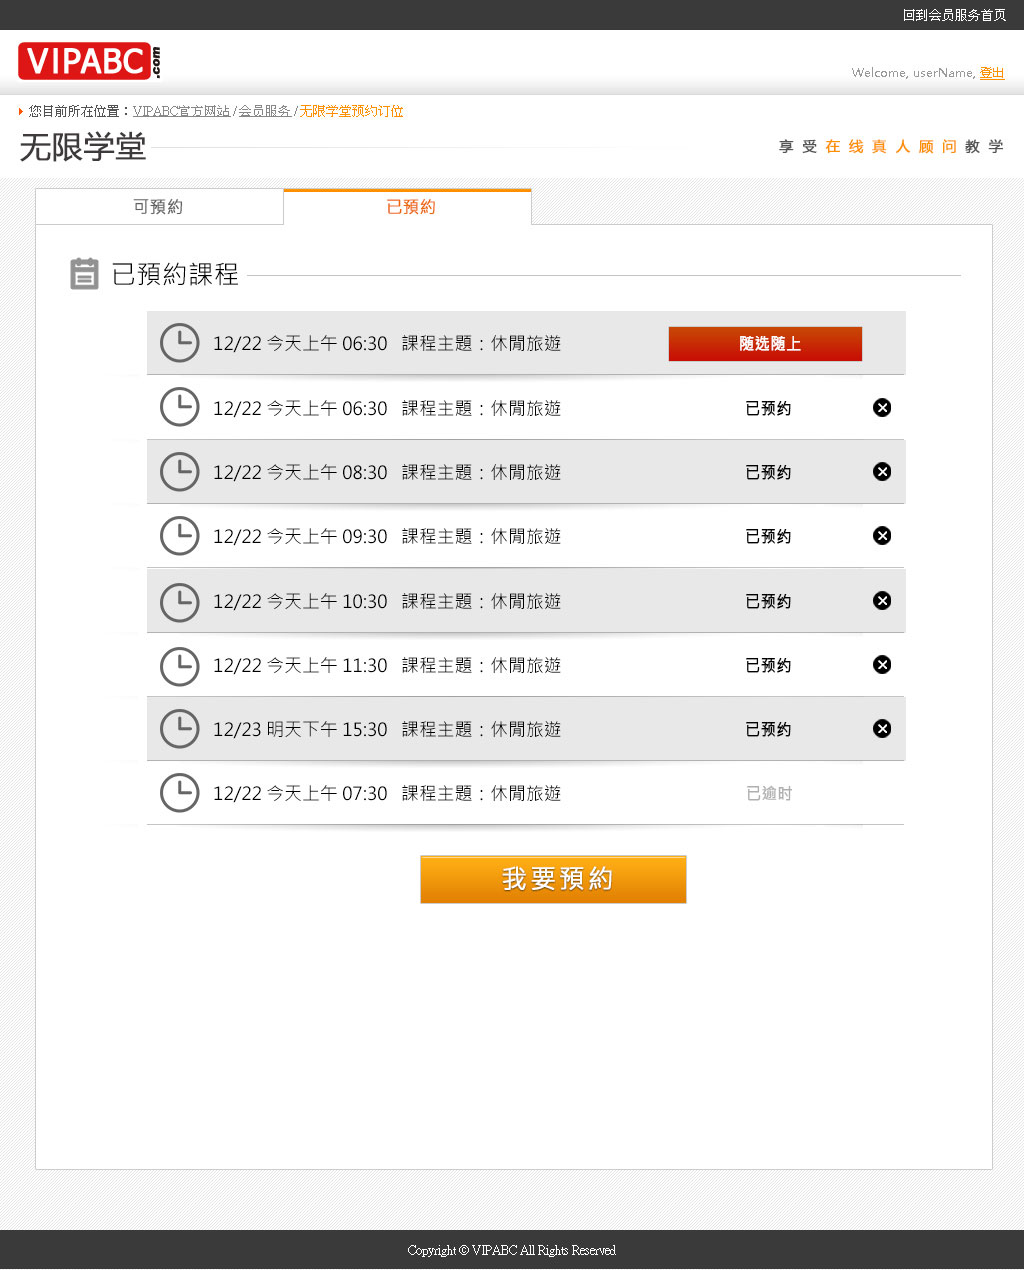 回到会员服务首页
VIPABC.com
Welcome, userName, 登出
您目前所在位置：VIPABC官方网站 / 会员服务 / 无限学堂预约订位
无限学堂
享受在线真人顾问教学
可預約 已預約
已預約課程
12/22 今天上午 06:30 課程主題：休閒旅遊 随选随上
12/22 今天上午 06:30 課程主題：休閒旅遊 已预约
12/22 今天上午 08:30 課程主題：休閒旅遊 已预约
12/22 今天上午 09:30 課程主題：休閒旅遊 已预约
12/22 今天上午 10:30 課程主題：休閒旅遊 已预约
12/22 今天上午 11:30 課程主題：休閒旅遊 已预约
12/23 明天下午 15:30 課程主題：休閒旅遊 已预约
12/22 今天上午 07:30 課程主題：休閒旅遊 已逾时
我要預約
Copyright © VIPABC All Rights Reserved